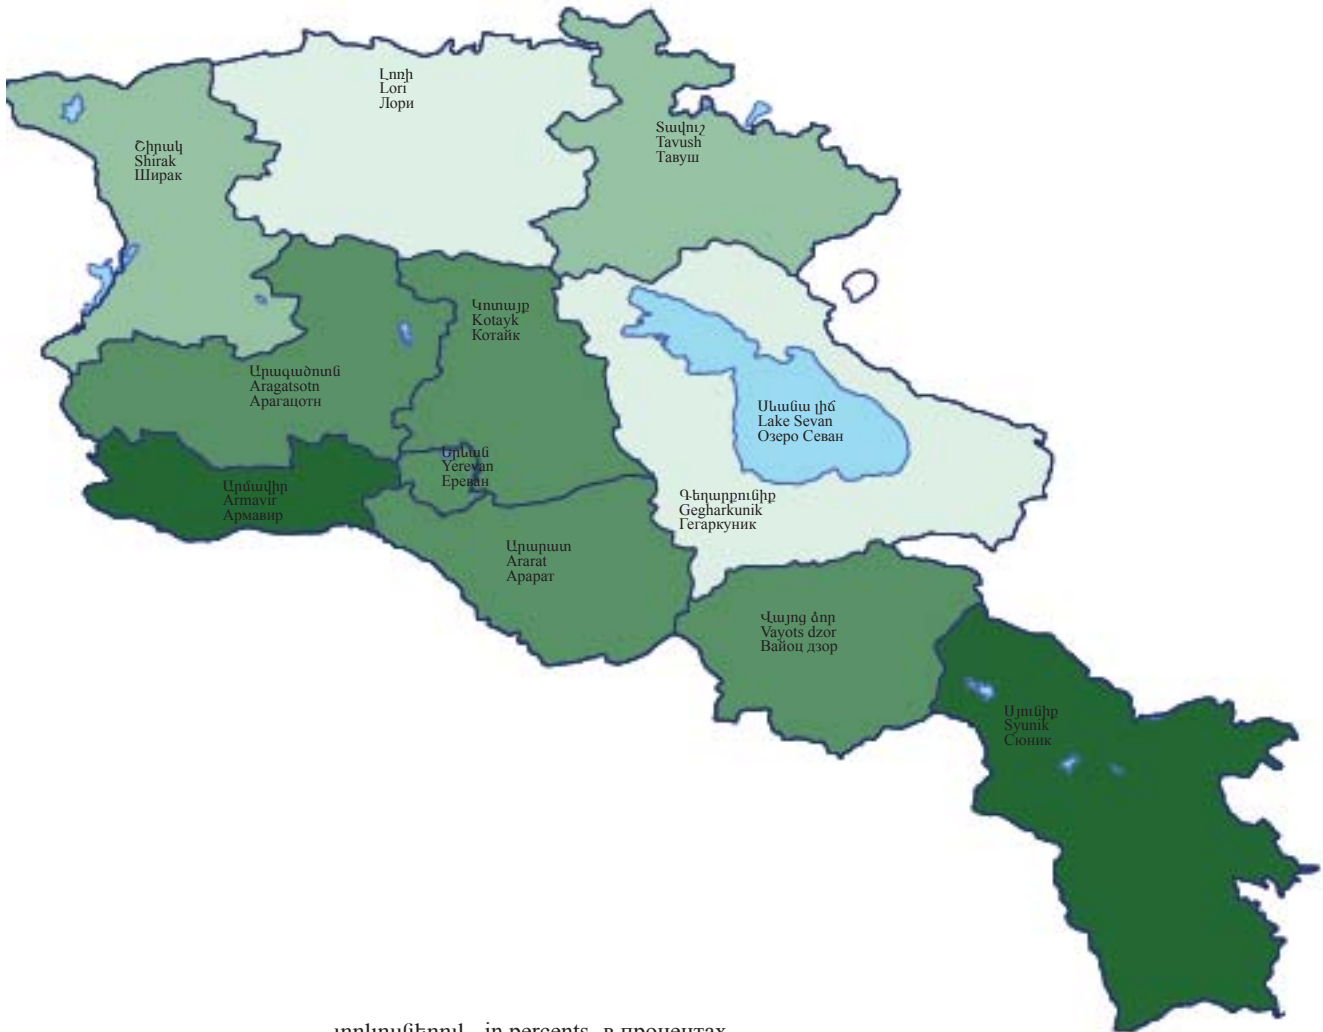 Լոռի
Lori
Лори
Տավուշ
Tavush
Тавуш
Շիրակ
Shirak
Ширак
Կոտայք
Kotayk
Котайк
Արագածոտն
Aragatsotn
Арагацотн
Սևանա լիճ
Lake Sevan
Озеро Севан
Երևան
Yerevan
Ереван
Արմավիր
Armavir
Армавир
Գեղարքունիք
Gegharkunik
Гегаркуник
Արարատ
Ararat
Арарат
Վայոց ձոր
Vayots dzor
Вайоц дзор
Սյունիք
Syunik
Сюник
տոկոսներով in percents в процентах